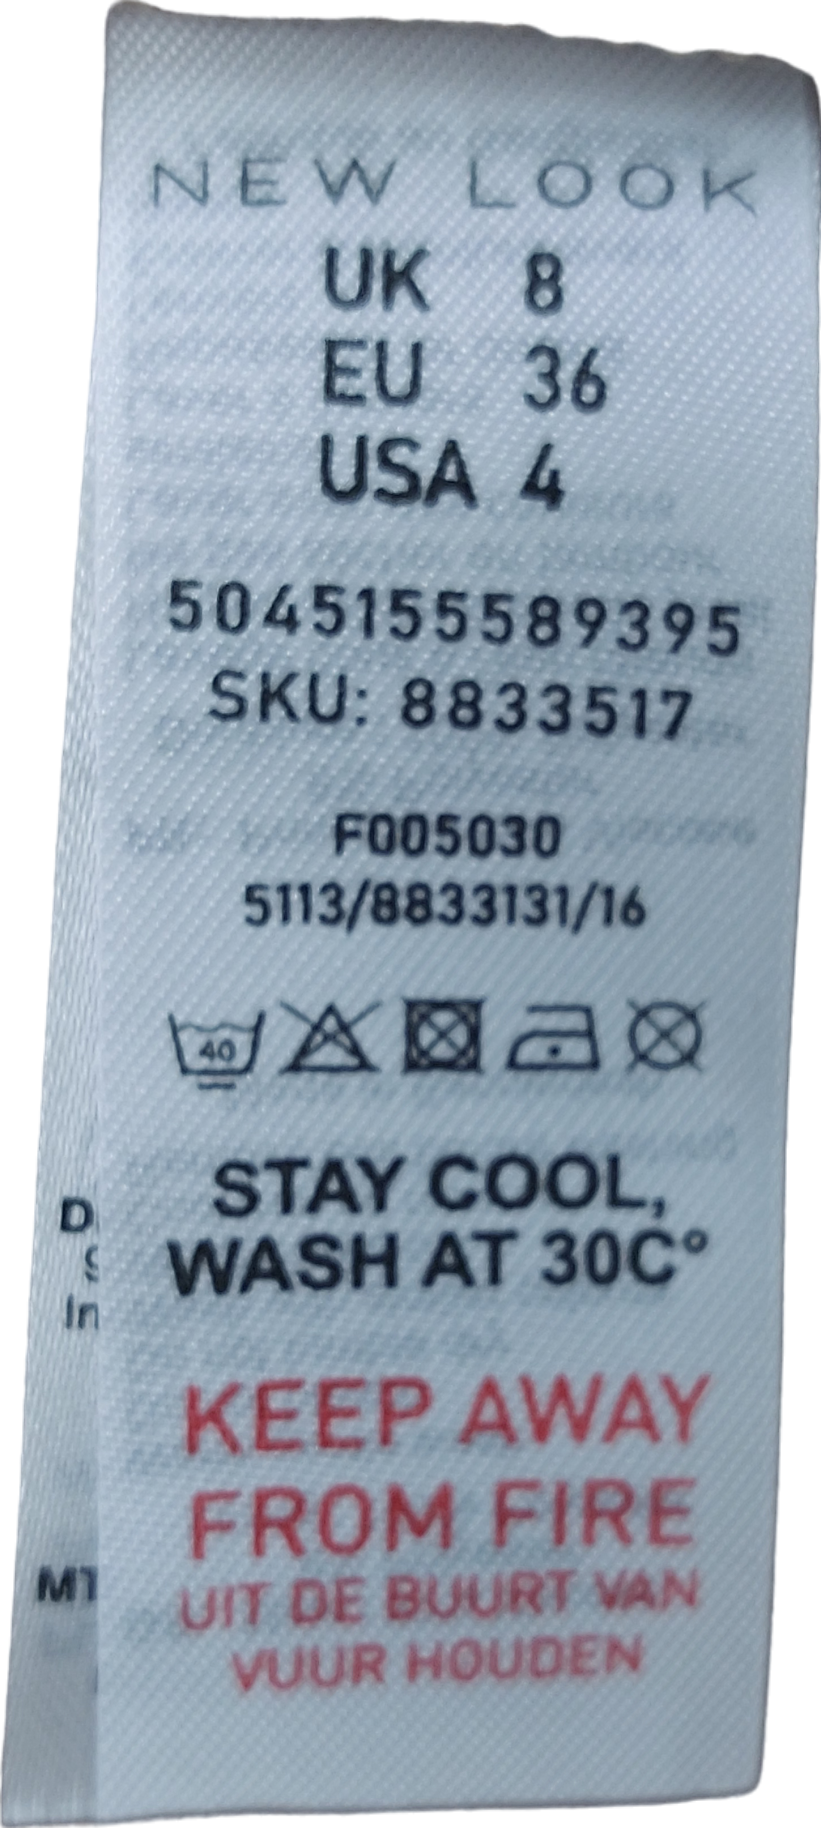 NEW LOOK
UK 8
EU 36
USA 4
5045155589395
SKU: 8833517
F005030
5113/8833131/16
40
STAY COOL,
WASH AT 30C°
KEEP AWAY
FROM FIRE
UIT DE BUURT VAN
VUUR HOUDEN